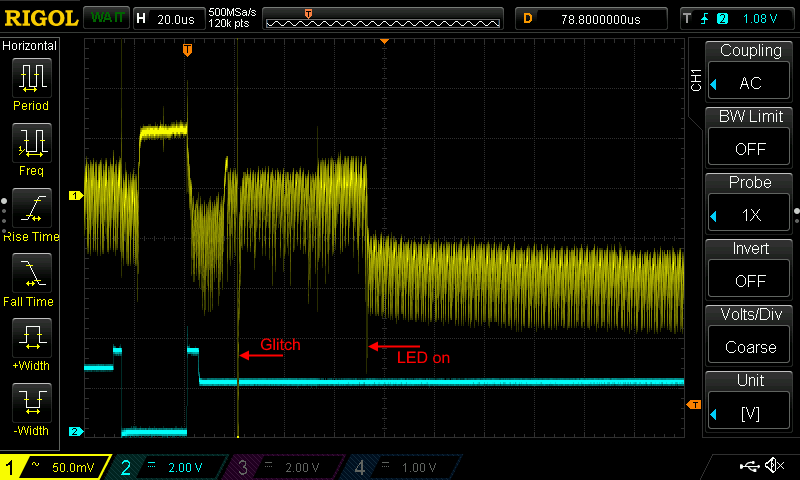 RIGOL WAIT H 20.0us 500MSa/s
120k pts
T
D 78.8000000us T 2 1.08 V
Horizontal
Period
Freq
Rise Time
Fall Time
+Width
-Width
T
1
2
Glitch
LED on
T
CH1
Coupling
AC
BW Limit
OFF
Probe
1X
Invert
OFF
Volts/Div
Coarse
Unit
[V]
1 ~ 50.0mV 2 = 2.00 V 3 = 2.00 V 4 = 1.00 V